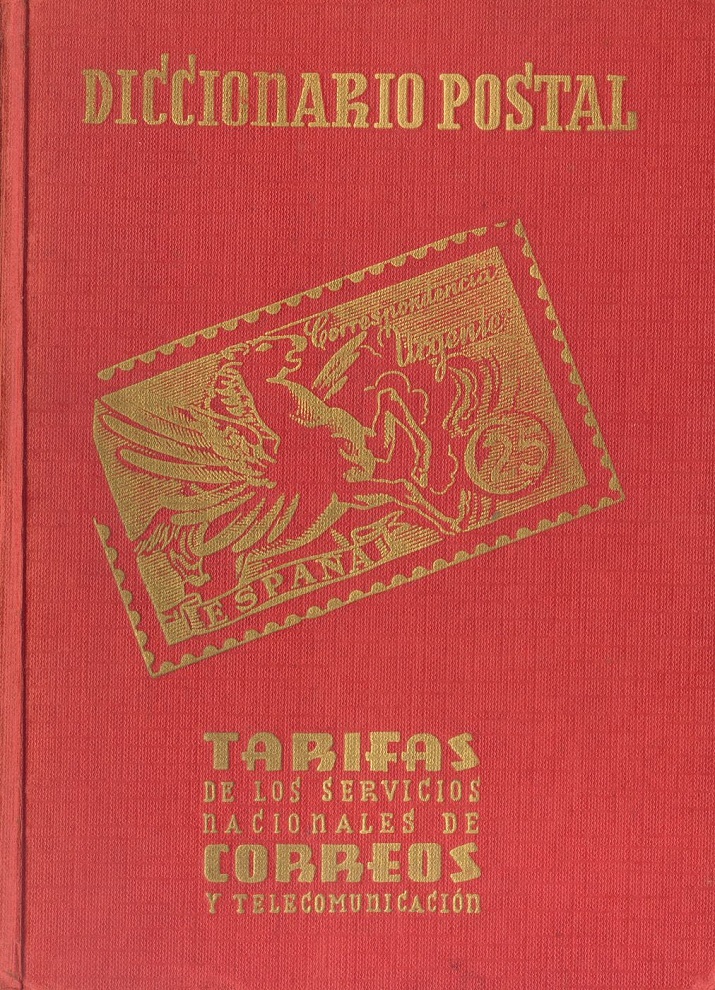 DICCIONARIO POSTAL
Correspondencia
Urgente
25
ESPAÑA
TARIFAS
DE LOS SERVICIOS
NACIONALES DE
CORREOS
Y TELECOMUNICACIÓN